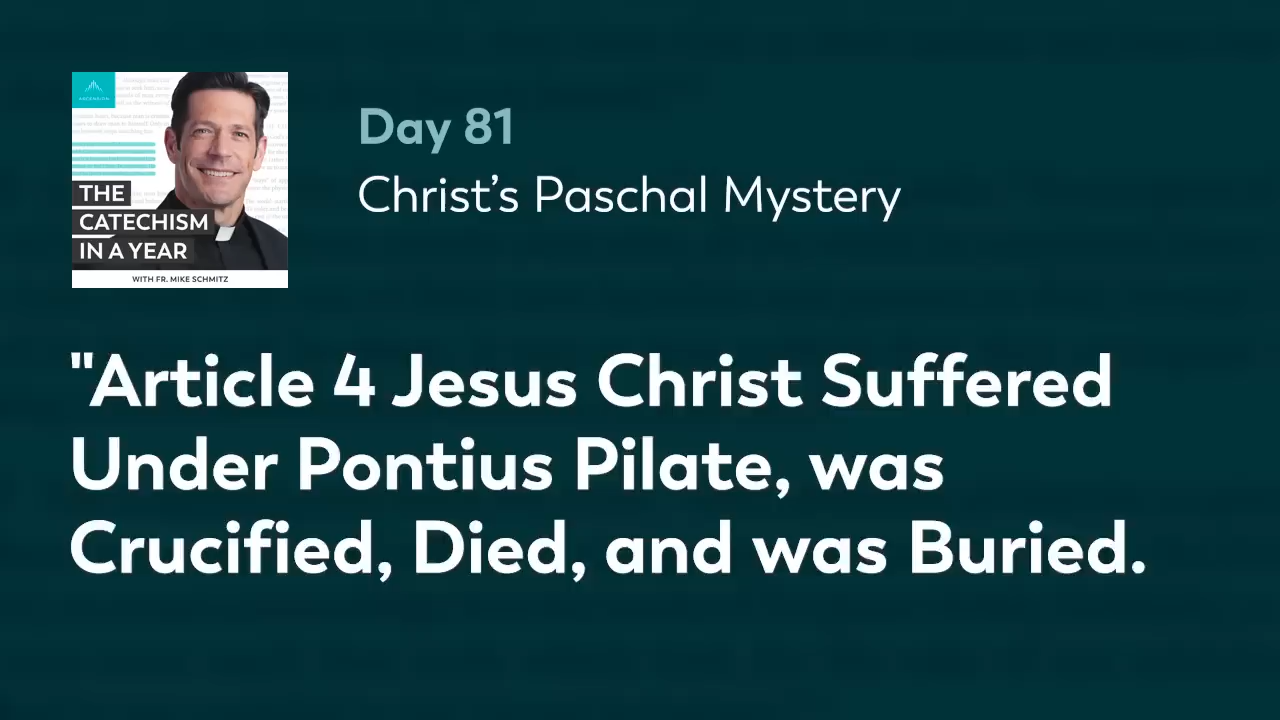 ASCENSION
THE
CATECHISM
IN A YEAR
WITH FR. MIKE SCHMITZ
Day 81
Christ’s Paschal Mystery
"Article 4 Jesus Christ Suffered
Under Pontius Pilate, was
Crucified, Died, and was Buried.